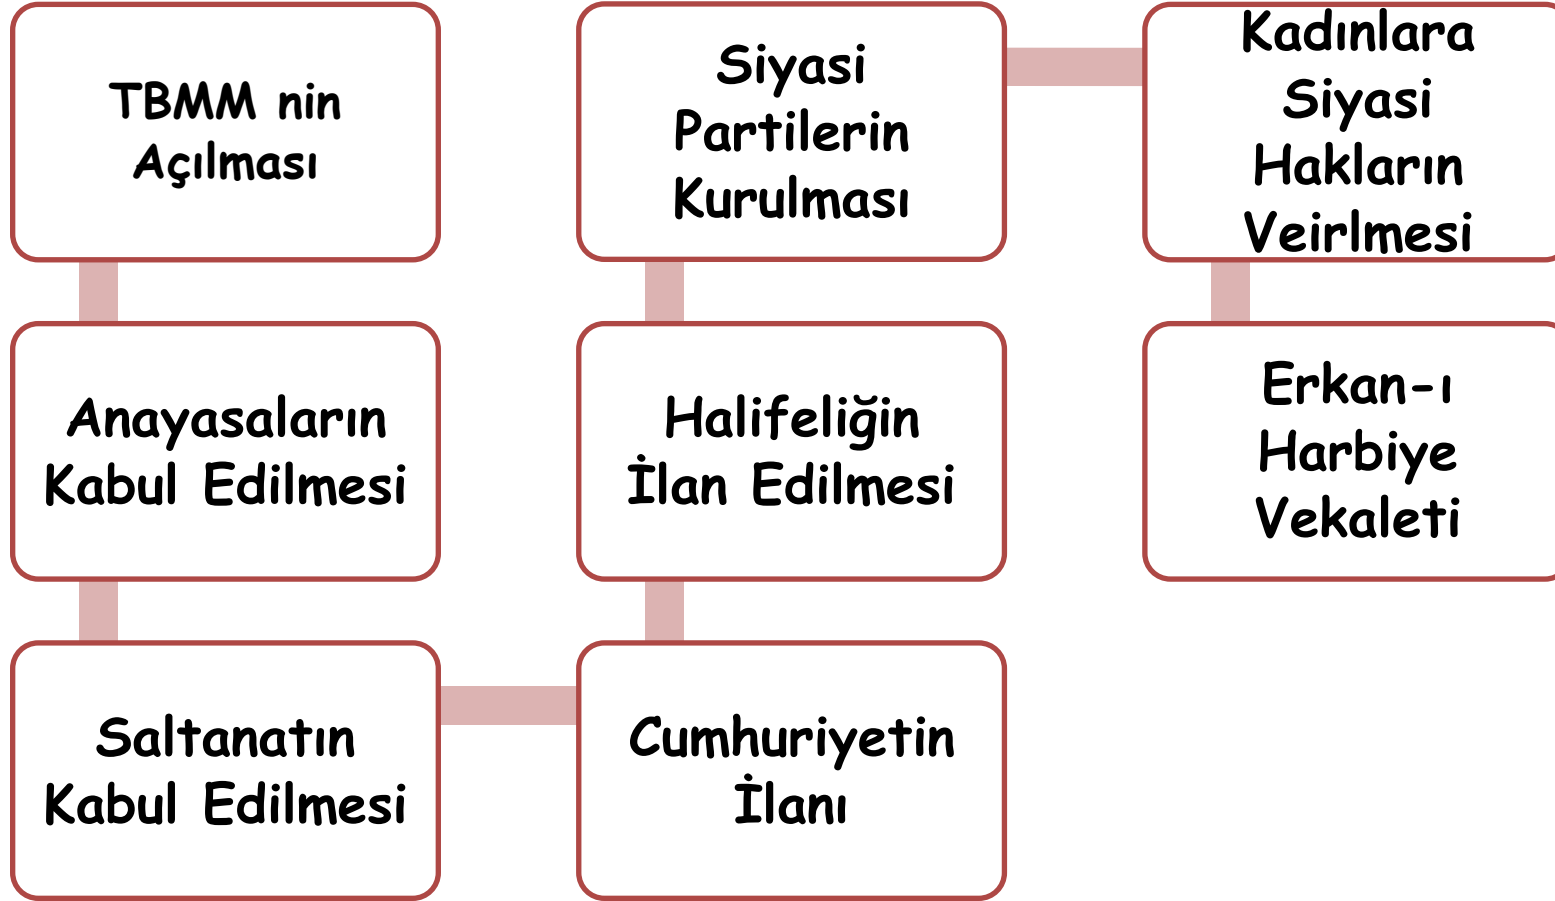 TBMM nin
Açılması
Anayasaların
Kabul Edilmesi
Saltanatın
Kabul Edilmesi
Cumhuriyetin
İlanı
Halifeliğin
İlan Edilmesi
Siyasi
Partilerin
Kurulması
Kadınlara
Siyasi
Hakların
Veirlmesi
Erkan-ı
Harbiye
Vekaleti